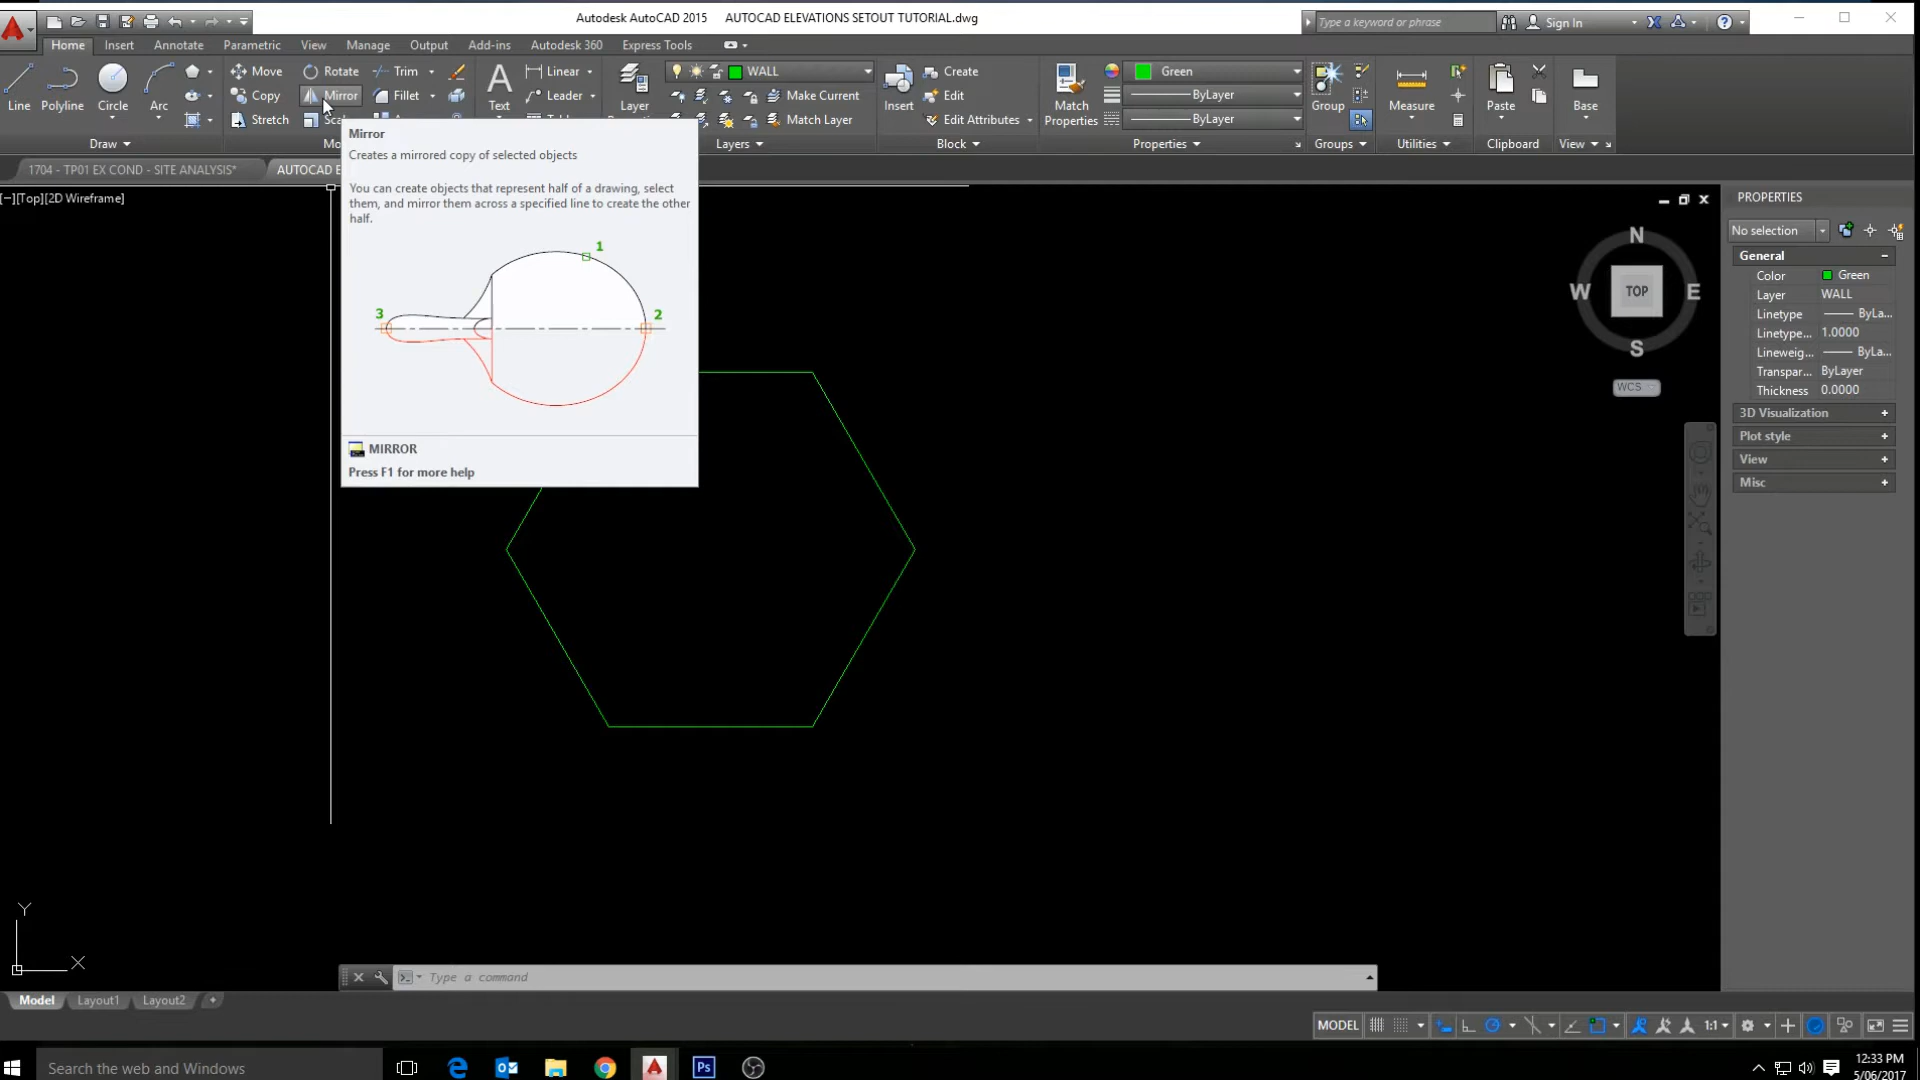 Autodesk AutoCAD 2015 AUTOCAD ELEVATIONS SETOUT TUTORIAL.dwg
Type a keyword or phrase
Sign In
Home Insert Annotate Parametric View Manage Output Add-ins Autodesk 360 Express Tools
Move Rotate Trim Linear WALL Create Green
Copy Mirror Fillet Leader Make Current Edit ByLayer
Line Polyline Circle Arc Text Layer Insert Match Group Measure Paste Base
Stretch Match Layer Edit Attributes Properties ByLayer
Draw Layers Block Properties Groups Utilities Clipboard View
1704 - TP01 EX COND - SITE ANALYSIS*
AUTOCAD E
[−][Top][2D Wireframe]
Mirror
Creates a mirrored copy of selected objects
You can create objects that represent half of a drawing, select
them, and mirror them across a specified line to create the other
half.
1
2
3
MIRROR
Press F1 for more help
N
W TOP E
S
WCS
PROPERTIES
No selection
General
Color Green
Layer WALL
Linetype ByLa...
Linetype... 1.0000
Lineweig... ByLa...
Transpar... ByLayer
Thickness 0.0000
3D Visualization
Plot style
View
Misc
Y
X
Type a command
Model Layout1 Layout2 +
MODEL 1:1
Search the web and Windows
Ps
12:33 PM
5/06/2017